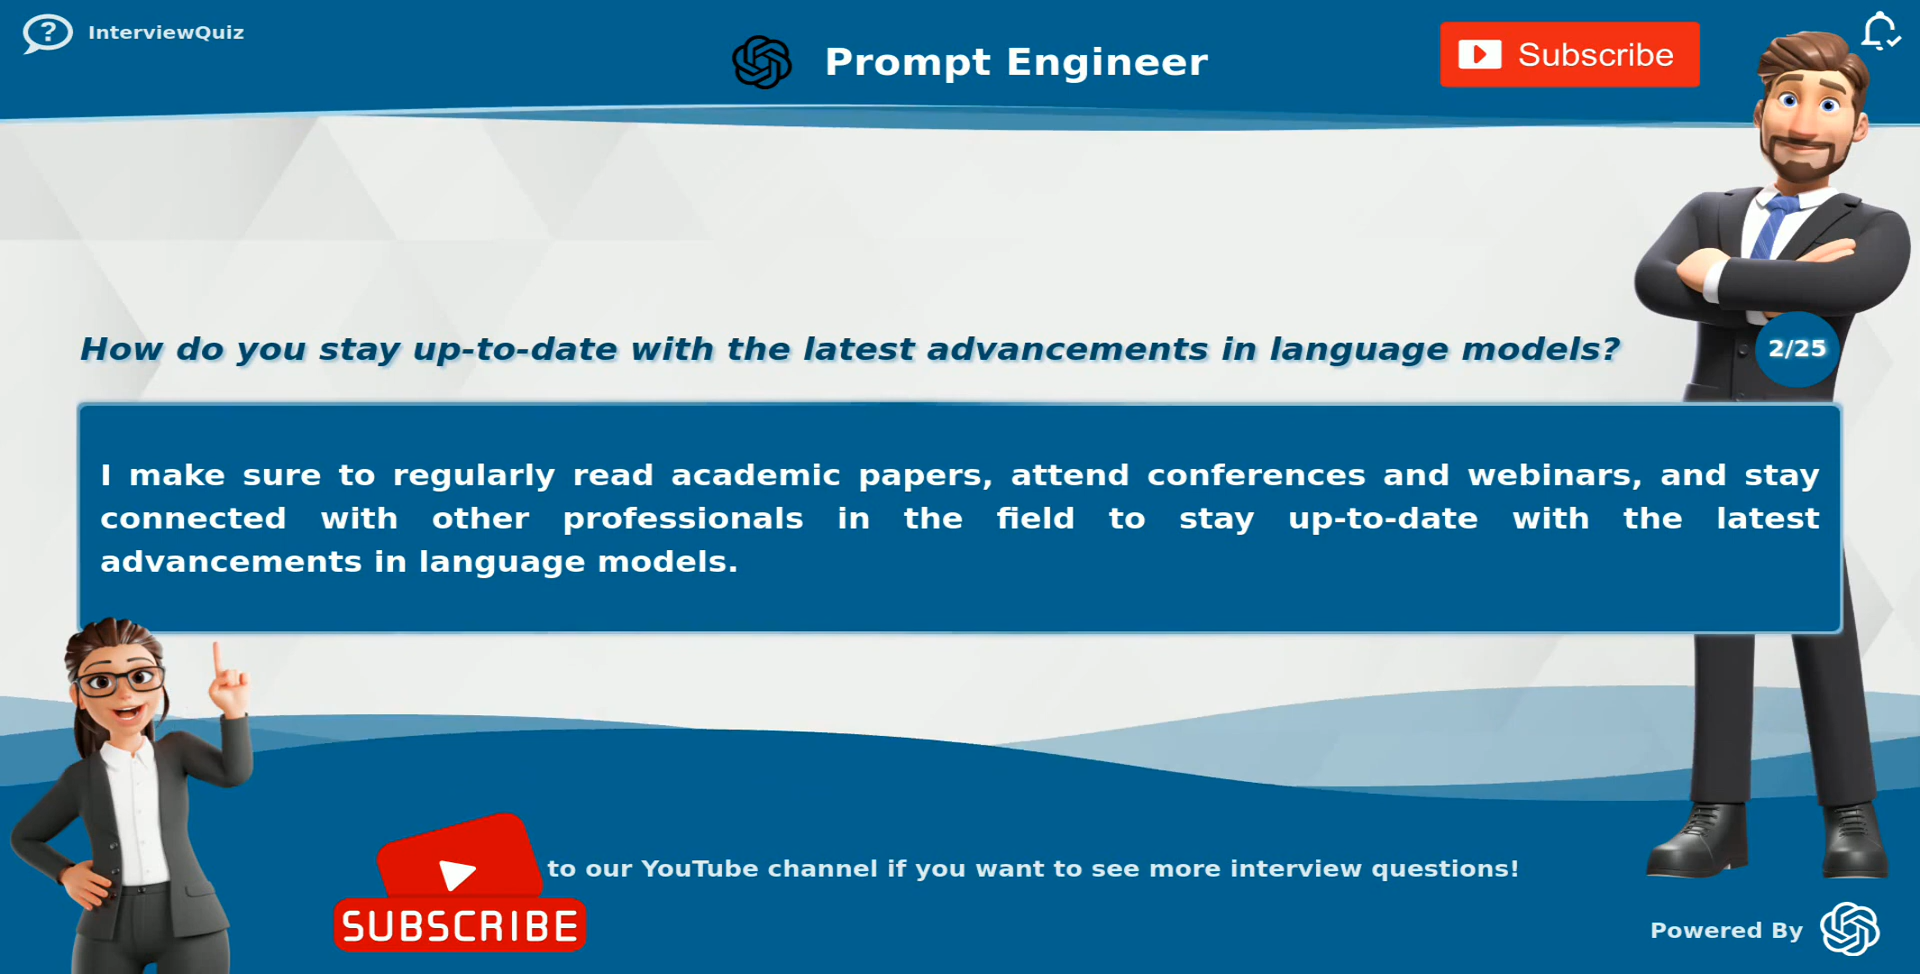 InterviewQuiz
Prompt Engineer
Subscribe
How do you stay up-to-date with the latest advancements in language models?
2/25
I make sure to regularly read academic papers, attend conferences and webinars, and stay
connected with other professionals in the field to stay up-to-date with the latest
advancements in language models.
to our YouTube channel if you want to see more interview questions!
SUBSCRIBE
Powered By